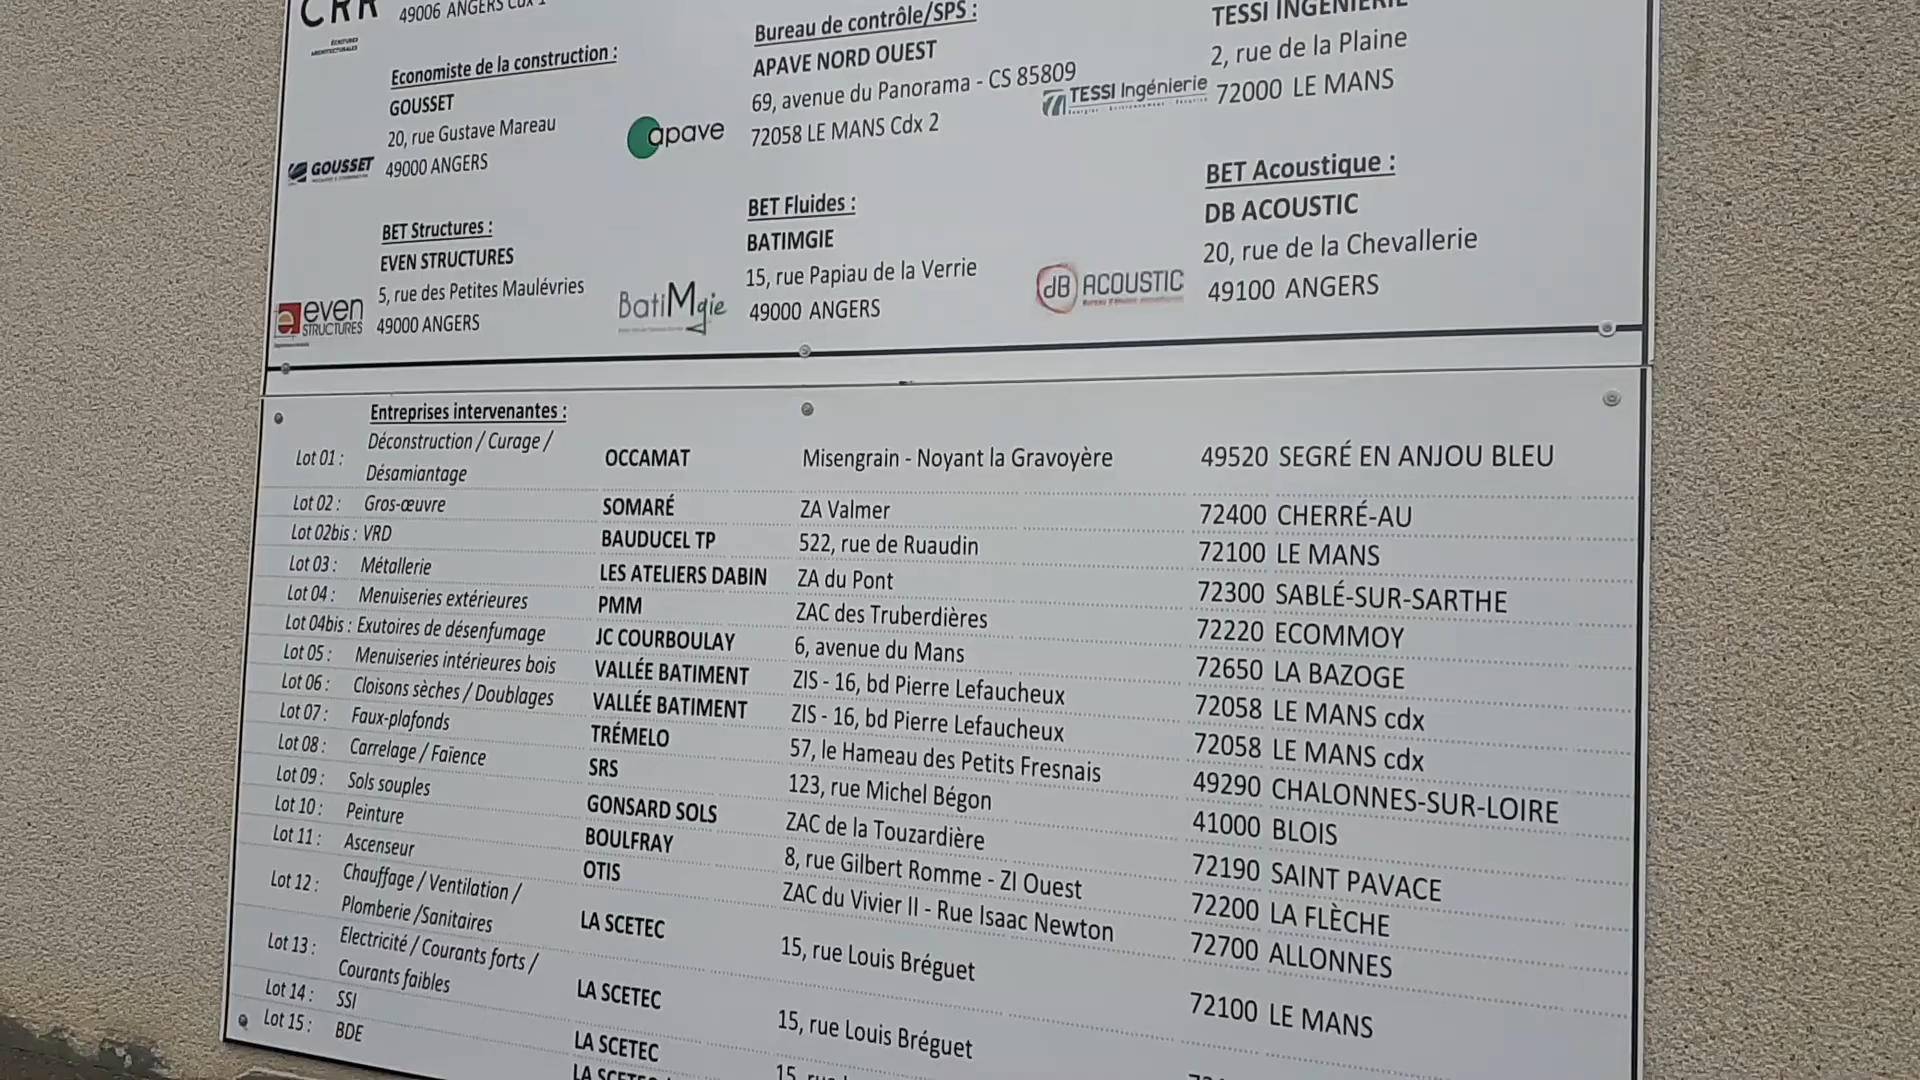 CRR
ÉCRITURES
ARCHITECTURALES
49006 ANGERS Cdx 1
Economiste de la construction :
GOUSSET
20, rue Gustave Mareau
49000 ANGERS
GOUSSET
BET Structures :
EVEN STRUCTURES
5, rue des Petites Maulévries
49000 ANGERS
even
STRUCTURES
Bureau de contrôle/SPS :
APAVE NORD OUEST
69, avenue du Panorama - CS 85809
72058 LE MANS Cdx 2
apave
BET Fluides :
BATIMGIE
15, rue Papiau de la Verrie
49000 ANGERS
BatiMgie
TESSI INGENIERIE
2, rue de la Plaine
72000 LE MANS
TESSI Ingénierie
BET Acoustique :
DB ACOUSTIC
20, rue de la Chevallerie
49100 ANGERS
dB ACOUSTIC
Entreprises intervenantes :
Lot 01 : Déconstruction / Curage /
Désamiantage OCCAMAT Misengrain - Noyant la Gravoyère 49520 SEGRÉ EN ANJOU BLEU
Lot 02 : Gros-œuvre SOMARÉ ZA Valmer 72400 CHERRÉ-AU
Lot 02bis : VRD BAUDUCEL TP 522, rue de Ruaudin 72100 LE MANS
Lot 03 : Métallerie LES ATELIERS DABIN ZA du Pont 72300 SABLÉ-SUR-SARTHE
Lot 04 : Menuiseries extérieures PMM ZAC des Truberdières 72220 ECOMMOY
Lot 04bis : Exutoires de désenfumage JC COURBOULAY 6, avenue du Mans 72650 LA BAZOGE
Lot 05 : Menuiseries intérieures bois VALLÉE BATIMENT ZIS - 16, bd Pierre Lefaucheux 72058 LE MANS cdx
Lot 06 : Cloisons sèches / Doublages VALLÉE BATIMENT ZIS - 16, bd Pierre Lefaucheux 72058 LE MANS cdx
Lot 07 : Faux-plafonds TRÉMELO 57, le Hameau des Petits Fresnais 49290 CHALONNES-SUR-LOIRE
Lot 08 : Carrelage / Faïence SRS 123, rue Michel Bégon 41000 BLOIS
Lot 09 : Sols souples GONSARD SOLS ZAC de la Touzardière 72190 SAINT PAVACE
Lot 10 : Peinture BOULFRAY 8, rue Gilbert Romme - ZI Ouest 72200 LA FLÈCHE
Lot 11 : Ascenseur OTIS ZAC du Vivier II - Rue Isaac Newton 72700 ALLONNES
Lot 12 : Chauffage / Ventilation /
Plomberie /Sanitaires LA SCETEC 15, rue Louis Bréguet 72100 LE MANS
Lot 13 : Electricité / Courants forts /
Courants faibles LA SCETEC 15, rue Louis Bréguet
Lot 14 : SSI LA SCETEC 15,
Lot 15 : BDE LA SCETEC